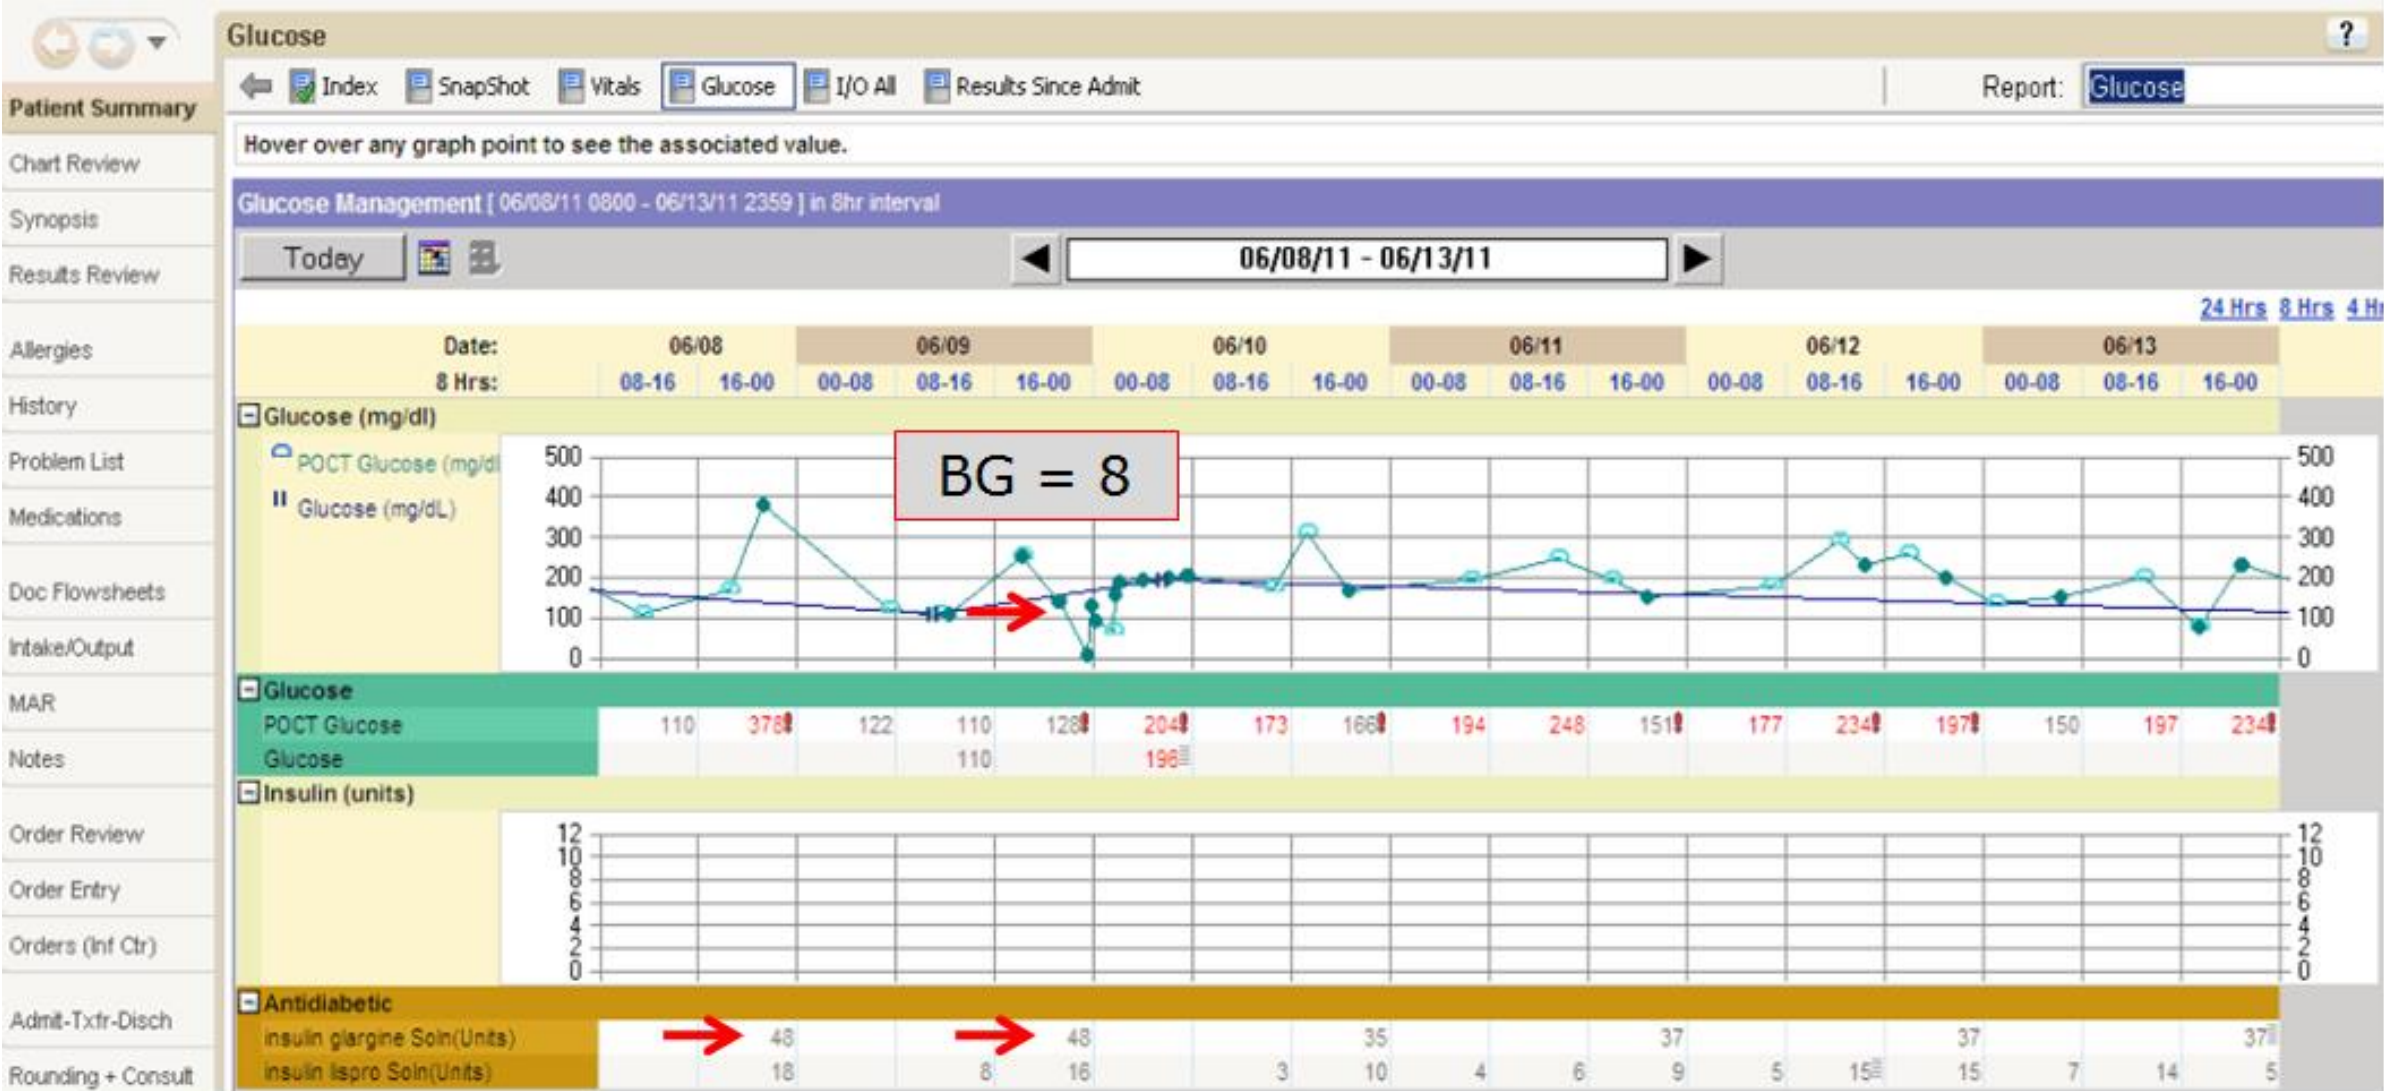 Glucose
?
Index SnapShot Vitals Glucose I/O All Results Since Admit Report: Glucose
Patient Summary
Chart Review
Synopsis
Results Review
Allergies
History
Problem List
Medications
Doc Flowsheets
Intake/Output
MAR
Notes
Order Review
Order Entry
Orders (Inf Ctr)
Admit-Txfr-Disch
Rounding + Consult
Hover over any graph point to see the associated value.
Glucose Management [ 06/08/11 0800 - 06/13/11 2359 ] in 8hr interval
Today 06/08/11 - 06/13/11
24 Hrs 8 Hrs 4 H
Date: 06/08 06/09 06/10 06/11 06/12 06/13
8 Hrs: 08-16 16-00 00-08 08-16 16-00 00-08 08-16 16-00 00-08 08-16 16-00 00-08 08-16 16-00 00-08 08-16 16-00
Glucose (mg/dl)
POCT Glucose (mg/dl
Glucose (mg/dL)
BG = 8
500 500
400 400
300 300
200 200
100 100
0 0
Glucose
POCT Glucose 110 378 122 110 128 204 173 166 194 248 151 177 234 197 150 197 234
Glucose 110 196
Insulin (units)
12 12
10 10
8 8
6 6
4 4
2 2
0 0
Antidiabetic
insulin glargine Soln(Units) 48 48 35 37 37 37
insulin lispro Soln(Units) 18 8 16 3 10 4 6 9 5 15 15 7 14 5